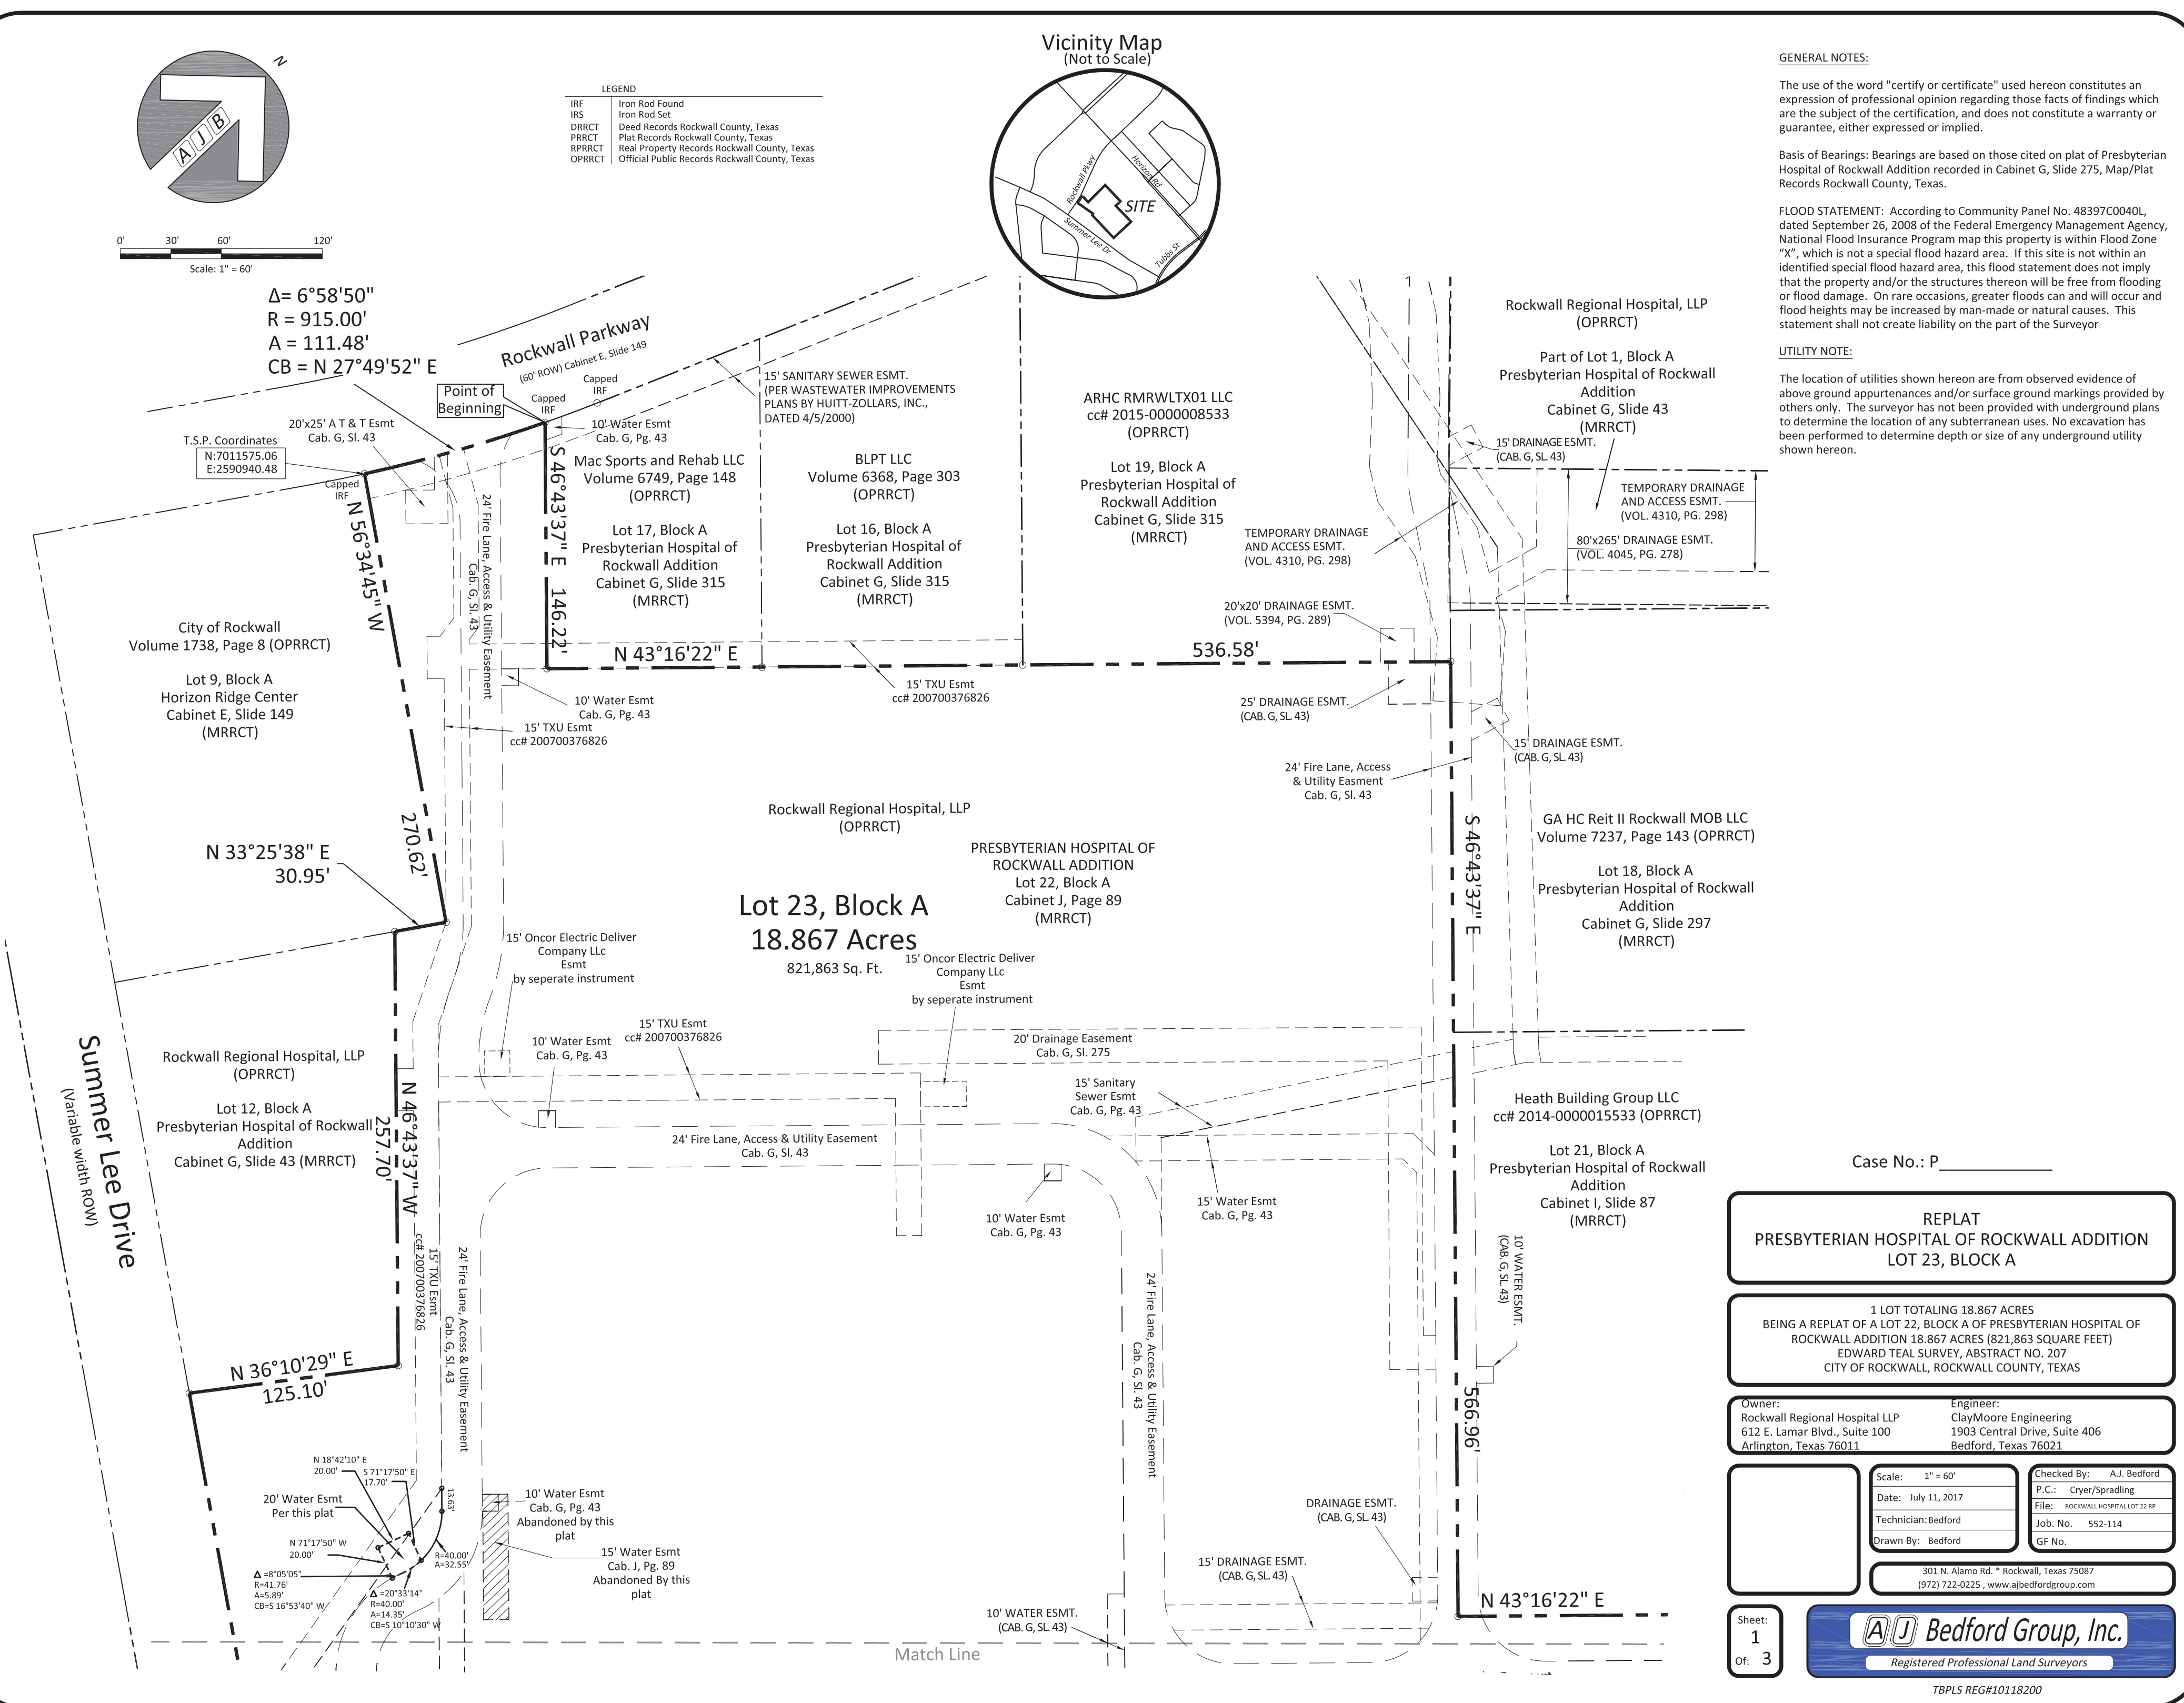 Vicinity Map
(Not to Scale)
Rockwall Pkwy
Horizon Rd
SITE
Summer Lee Dr
Tubbs St
N
A J B
0' 30' 60' 120'
Scale: 1" = 60'
LEGEND
IRF Iron Rod Found
IRS Iron Rod Set
DRRCT Deed Records Rockwall County, Texas
PRRCT Plat Records Rockwall County, Texas
RPRRCT Real Property Records Rockwall County, Texas
OPRRCT Official Public Records Rockwall County, Texas
GENERAL NOTES:
The use of the word "certify or certificate" used hereon constitutes an
expression of professional opinion regarding those facts of findings which
are the subject of the certification, and does not constitute a warranty or
guarantee, either expressed or implied.
Basis of Bearings: Bearings are based on those cited on plat of Presbyterian
Hospital of Rockwall Addition recorded in Cabinet G, Slide 275, Map/Plat
Records Rockwall County, Texas.
FLOOD STATEMENT: According to Community Panel No. 48397C0040L,
dated September 26, 2008 of the Federal Emergency Management Agency,
National Flood Insurance Program map this property is within Flood Zone
“X”, which is not a special flood hazard area. If this site is not within an
identified special flood hazard area, this flood statement does not imply
that the property and/or the structures thereon will be free from flooding
or flood damage. On rare occasions, greater floods can and will occur and
flood heights may be increased by man-made or natural causes. This
statement shall not create liability on the part of the Surveyor
UTILITY NOTE:
The location of utilities shown hereon are from observed evidence of
above ground appurtenances and/or surface ground markings provided by
others only. The surveyor has not been provided with underground plans
to determine the location of any subterranean uses. No excavation has
been performed to determine depth or size of any underground utility
shown hereon.
Δ= 6°58'50"
R = 915.00'
A = 111.48'
CB = N 27°49'52" E
Rockwall Parkway
(60' ROW) Cabinet E, Slide 149
Point of
Beginning
Capped
IRF
Capped
IRF
20'x25' A T & T Esmt
Cab. G, Sl. 43
T.S.P. Coordinates
N:7011575.06
E:2590940.48
Capped
IRF
10' Water Esmt
Cab. G, Pg. 43
15' SANITARY SEWER ESMT.
(PER WASTEWATER IMPROVEMENTS
PLANS BY HUITT-ZOLLARS, INC.,
DATED 4/5/2000)
Mac Sports and Rehab LLC
Volume 6749, Page 148
(OPRRCT)
Lot 17, Block A
Presbyterian Hospital of
Rockwall Addition
Cabinet G, Slide 315
(MRRCT)
BLPT LLC
Volume 6368, Page 303
(OPRRCT)
Lot 16, Block A
Presbyterian Hospital of
Rockwall Addition
Cabinet G, Slide 315
(MRRCT)
ARHC RMRWLTX01 LLC
cc# 2015-0000008533
(OPRRCT)
Lot 19, Block A
Presbyterian Hospital of
Rockwall Addition
Cabinet G, Slide 315
(MRRCT)
Rockwall Regional Hospital, LLP
(OPRRCT)
Part of Lot 1, Block A
Presbyterian Hospital of Rockwall
Addition
Cabinet G, Slide 43
(MRRCT)
15' DRAINAGE ESMT.
(CAB. G, SL. 43)
TEMPORARY DRAINAGE
AND ACCESS ESMT.
(VOL. 4310, PG. 298)
80'x265' DRAINAGE ESMT.
(VOL. 4045, PG. 278)
TEMPORARY DRAINAGE
AND ACCESS ESMT.
(VOL. 4310, PG. 298)
20'x20' DRAINAGE ESMT.
(VOL. 5394, PG. 289)
S 46°43'37" E 146.22'
N 43°16'22" E
536.58'
N 56°34'45" W
270.62'
24' Fire Lane, Access & Utility Easement
Cab. G, Sl. 43
City of Rockwall
Volume 1738, Page 8 (OPRRCT)
Lot 9, Block A
Horizon Ridge Center
Cabinet E, Slide 149
(MRRCT)
10' Water Esmt
Cab. G, Pg. 43
15' TXU Esmt
cc# 200700376826
15' TXU Esmt
cc# 200700376826
25' DRAINAGE ESMT.
(CAB. G, SL. 43)
15' DRAINAGE ESMT.
(CAB. G, SL. 43)
24' Fire Lane, Access
& Utility Easment
Cab. G, Sl. 43
N 33°25'38" E
30.95'
Rockwall Regional Hospital, LLP
(OPRRCT)
PRESBYTERIAN HOSPITAL OF
ROCKWALL ADDITION
Lot 22, Block A
Cabinet J, Page 89
(MRRCT)
Lot 23, Block A
18.867 Acres
821,863 Sq. Ft.
S 46°43'37" E
GA HC Reit II Rockwall MOB LLC
Volume 7237, Page 143 (OPRRCT)
Lot 18, Block A
Presbyterian Hospital of Rockwall
Addition
Cabinet G, Slide 297
(MRRCT)
15' Oncor Electric Deliver
Company LLc
Esmt
by seperate instrument
15' Oncor Electric Deliver
Company LLc
Esmt
by seperate instrument
10' Water Esmt
Cab. G, Pg. 43
15' TXU Esmt
cc# 200700376826
20' Drainage Easement
Cab. G, Sl. 275
15' Sanitary
Sewer Esmt
Cab. G, Pg. 43
Summer Lee Drive
(Variable width ROW)
Rockwall Regional Hospital, LLP
(OPRRCT)
Lot 12, Block A
Presbyterian Hospital of Rockwall
Addition
Cabinet G, Slide 43 (MRRCT)
N 46°43'37" W
257.70'
24' Fire Lane, Access & Utility Easement
Cab. G, Sl. 43
10' Water Esmt
Cab. G, Pg. 43
15' Water Esmt
Cab. G, Pg. 43
Heath Building Group LLC
cc# 2014-0000015533 (OPRRCT)
Lot 21, Block A
Presbyterian Hospital of Rockwall
Addition
Cabinet I, Slide 87
(MRRCT)
10' WATER ESMT.
(CAB. G, SL. 43)
15' TXU Esmt
cc# 200700376826
24' Fire Lane, Access & Utility Easement
Cab. G, Sl. 43
24' Fire Lane, Access & Utility Easement
Cab. G, Sl. 43
N 36°10'29" E
125.10'
566.96'
N 18°42'10" E
20.00'
S 71°17'50" E
17.70'
13.63'
20' Water Esmt
Per this plat
N 71°17'50" W
20.00'
Δ =8°05'05"
R=41.76'
A=5.89'
CB=S 16°53'40" W
Δ =20°33'14"
R=40.00'
A=14.35'
CB=S 10°10'30" W
R=40.00'
A=32.55'
10' Water Esmt
Cab. G, Pg. 43
Abandoned by this
plat
15' Water Esmt
Cab. J, Pg. 89
Abandoned By this
plat
DRAINAGE ESMT.
(CAB. G, SL. 43)
15' DRAINAGE ESMT.
(CAB. G, SL. 43)
10' WATER ESMT.
(CAB. G, SL. 43)
N 43°16'22" E
Match Line
Case No.: P____________
REPLAT
PRESBYTERIAN HOSPITAL OF ROCKWALL ADDITION
LOT 23, BLOCK A
1 LOT TOTALING 18.867 ACRES
BEING A REPLAT OF A LOT 22, BLOCK A OF PRESBYTERIAN HOSPITAL OF
ROCKWALL ADDITION 18.867 ACRES (821,863 SQUARE FEET)
EDWARD TEAL SURVEY, ABSTRACT NO. 207
CITY OF ROCKWALL, ROCKWALL COUNTY, TEXAS
Owner:
Rockwall Regional Hospital LLP
612 E. Lamar Blvd., Suite 100
Arlington, Texas 76011
Engineer:
ClayMoore Engineering
1903 Central Drive, Suite 406
Bedford, Texas 76021
Scale: 1" = 60'
Date: July 11, 2017
Technician: Bedford
Drawn By: Bedford
Checked By: A.J. Bedford
P.C.: Cryer/Spradling
File: ROCKWALL HOSPITAL LOT 22 RP
Job. No. 552-114
GF No.
301 N. Alamo Rd. * Rockwall, Texas 75087
(972) 722-0225 , www.ajbedfordgroup.com
Sheet:
1
Of: 3
AJ Bedford Group, Inc.
Registered Professional Land Surveyors
TBPLS REG#10118200